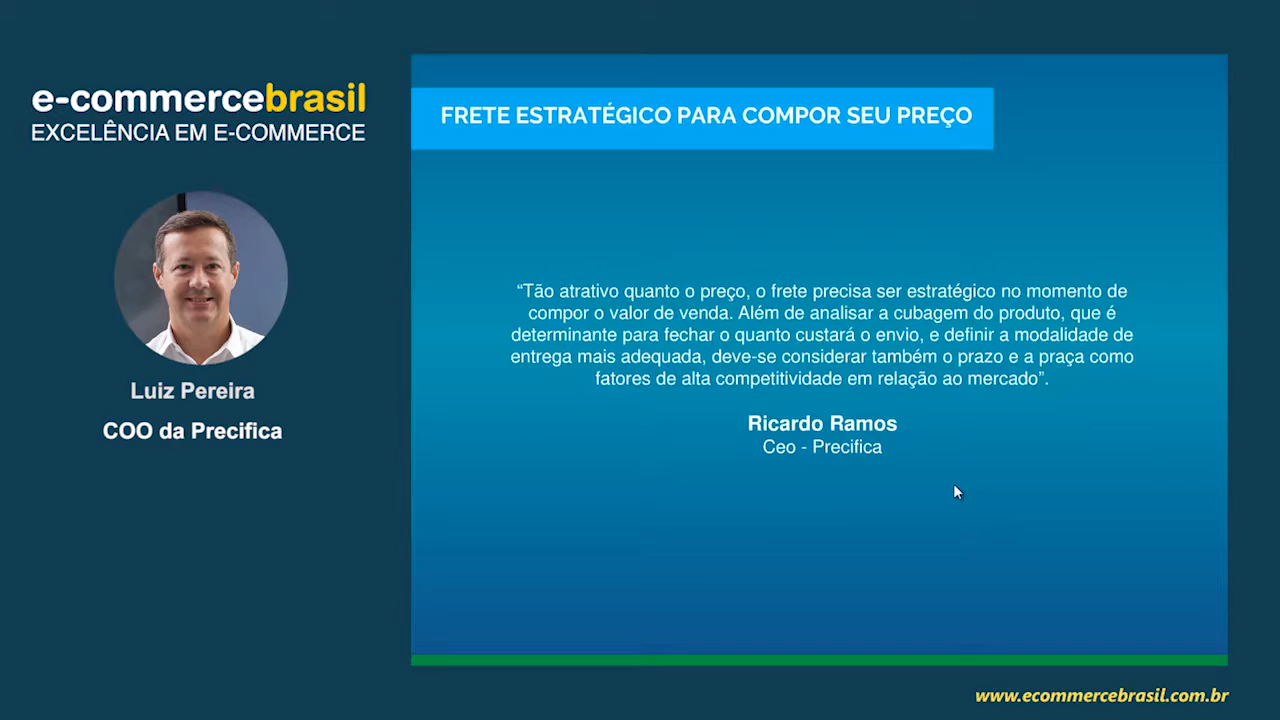 e-commercebrasil
EXCELÊNCIA EM E-COMMERCE
Luiz Pereira
COO da Precifica
FRETE ESTRATÉGICO PARA COMPOR SEU PREÇO
“Tão atrativo quanto o preço, o frete precisa ser estratégico no momento de
compor o valor de venda. Além de analisar a cubagem do produto, que é
determinante para fechar o quanto custará o envio, e definir a modalidade de
entrega mais adequada, deve-se considerar também o prazo e a praça como
fatores de alta competitividade em relação ao mercado”.
Ricardo Ramos
Ceo - Precifica
www.ecommercebrasil.com.br